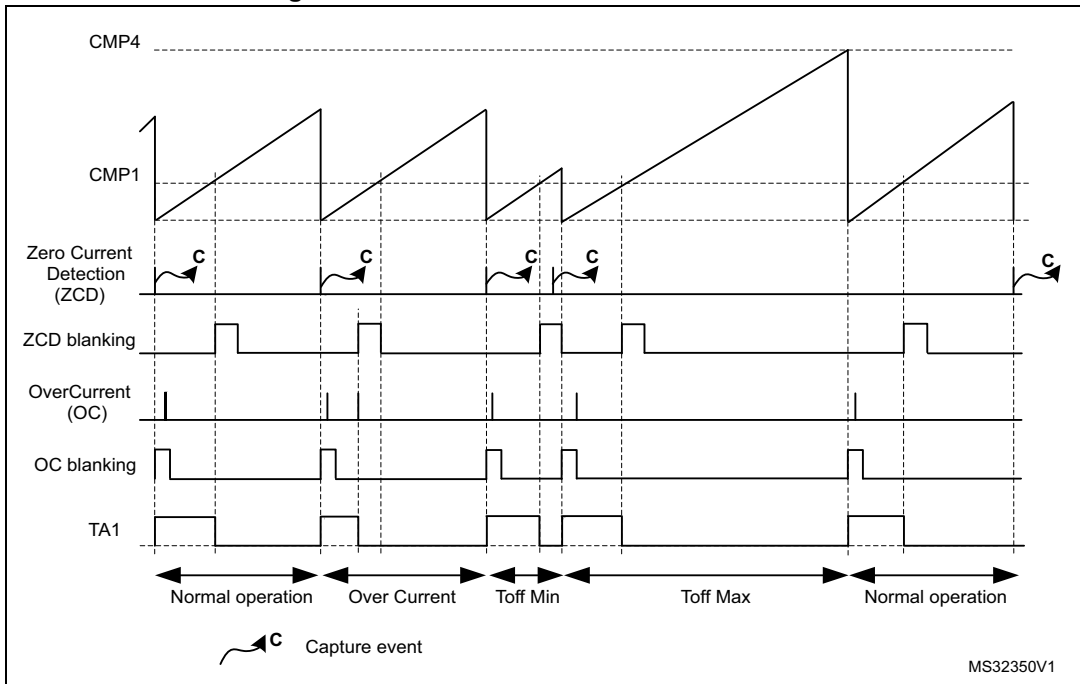 CMP4
CMP1
Zero Current
Detection
(ZCD)
C
C
C
C
C
ZCD blanking
OverCurrent
(OC)
OC blanking
TA1
Normal operation
Over Current
Toff Min
Toff Max
Normal operation
C
Capture event
MS32350V1